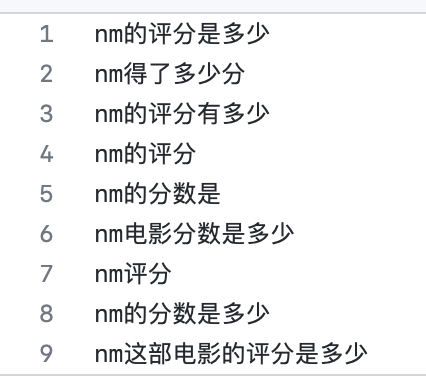 1 nm的评分是多少
2 nm得了多少分
3 nm的评分有多少
4 nm的评分
5 nm的分数是
6 nm电影分数是多少
7 nm评分
8 nm的分数是多少
9 nm这部电影的评分是多少